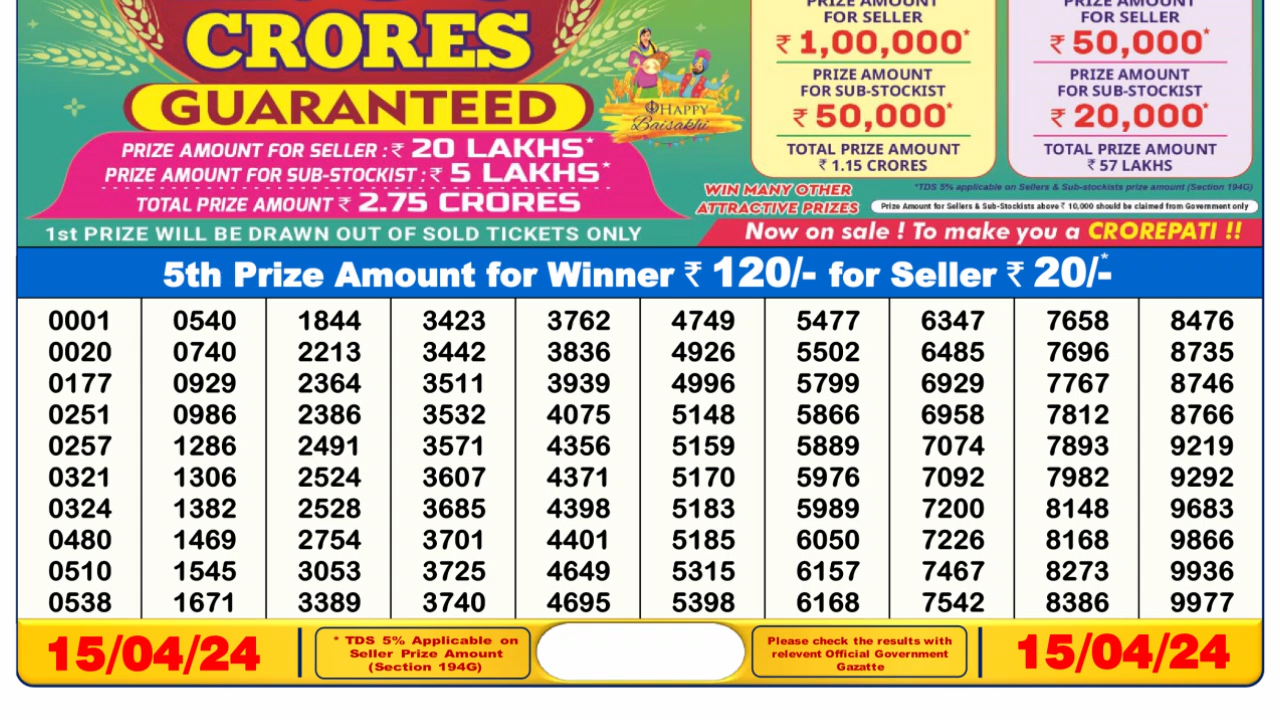 CRORES
GUARANTEED
PRIZE AMOUNT FOR SELLER : ₹ 20 LAKHS*
PRIZE AMOUNT FOR SUB-STOCKIST : ₹ 5 LAKHS*
TOTAL PRIZE AMOUNT ₹ 2.75 CRORES
1st PRIZE WILL BE DRAWN OUT OF SOLD TICKETS ONLY
HAPPY
Baisakhi
PRIZE AMOUNT
FOR SELLER
₹ 1,00,000*
PRIZE AMOUNT
FOR SUB-STOCKIST
₹ 50,000*
TOTAL PRIZE AMOUNT
₹ 1.15 CRORES
PRIZE AMOUNT
FOR SELLER
₹ 50,000*
PRIZE AMOUNT
FOR SUB-STOCKIST
₹ 20,000*
TOTAL PRIZE AMOUNT
₹ 57 LAKHS
WIN MANY OTHER
ATTRACTIVE PRIZES
*TDS 5% applicable on Sellers & Sub-stockists prize amount (Section 194G)
Prize Amount for Sellers & Sub-Stockists above ₹ 10,000 should be claimed from Government only
Now on sale ! To make you a CROREPATI !!
5th Prize Amount for Winner ₹ 120/- for Seller ₹ 20/-*
0001 0540 1844 3423 3762 4749 5477 6347 7658 8476
0020 0740 2213 3442 3836 4926 5502 6485 7696 8735
0177 0929 2364 3511 3939 4996 5799 6929 7767 8746
0251 0986 2386 3532 4075 5148 5866 6958 7812 8766
0257 1286 2491 3571 4356 5159 5889 7074 7893 9219
0321 1306 2524 3607 4371 5170 5976 7092 7982 9292
0324 1382 2528 3685 4398 5183 5989 7200 8148 9683
0480 1469 2754 3701 4401 5185 6050 7226 8168 9866
0510 1545 3053 3725 4649 5315 6157 7467 8273 9936
0538 1671 3389 3740 4695 5398 6168 7542 8386 9977
15/04/24
* TDS 5% Applicable on
Seller Prize Amount
(Section 194G)
Please check the results with
relevent Official Government
Gazatte
15/04/24